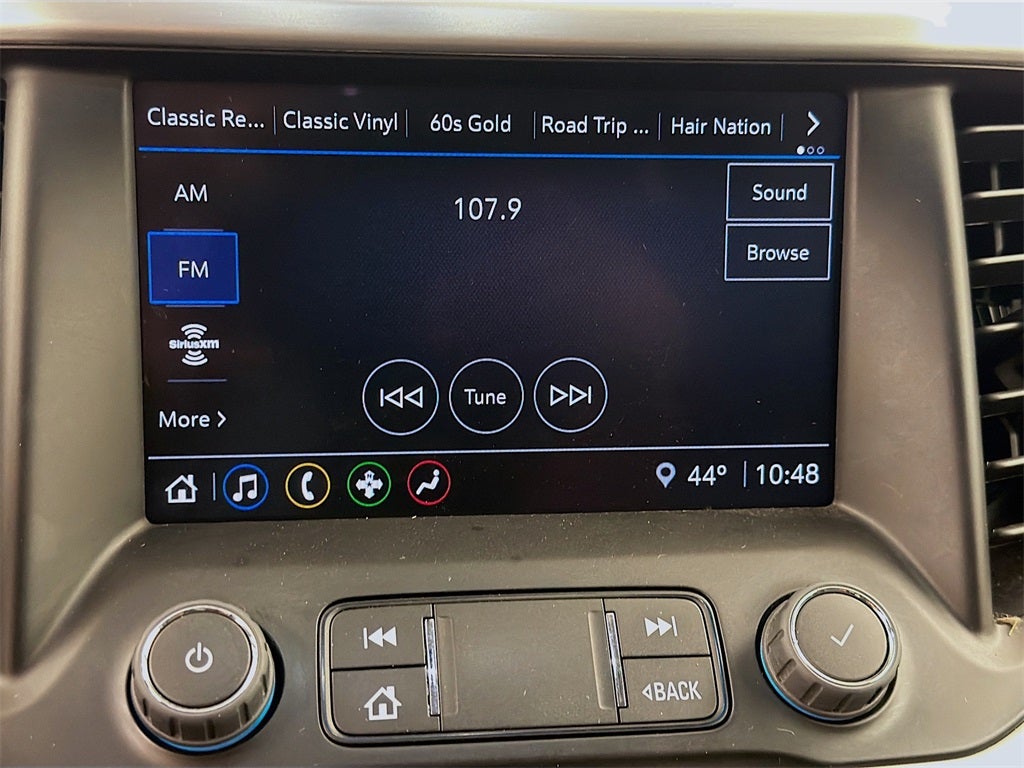 Classic Re...
Classic Vinyl
60s Gold
Road Trip ...
Hair Nation
AM
107.9
Sound
FM
Browse
SiriusXM
Tune
More >
44° 10:48
BACK